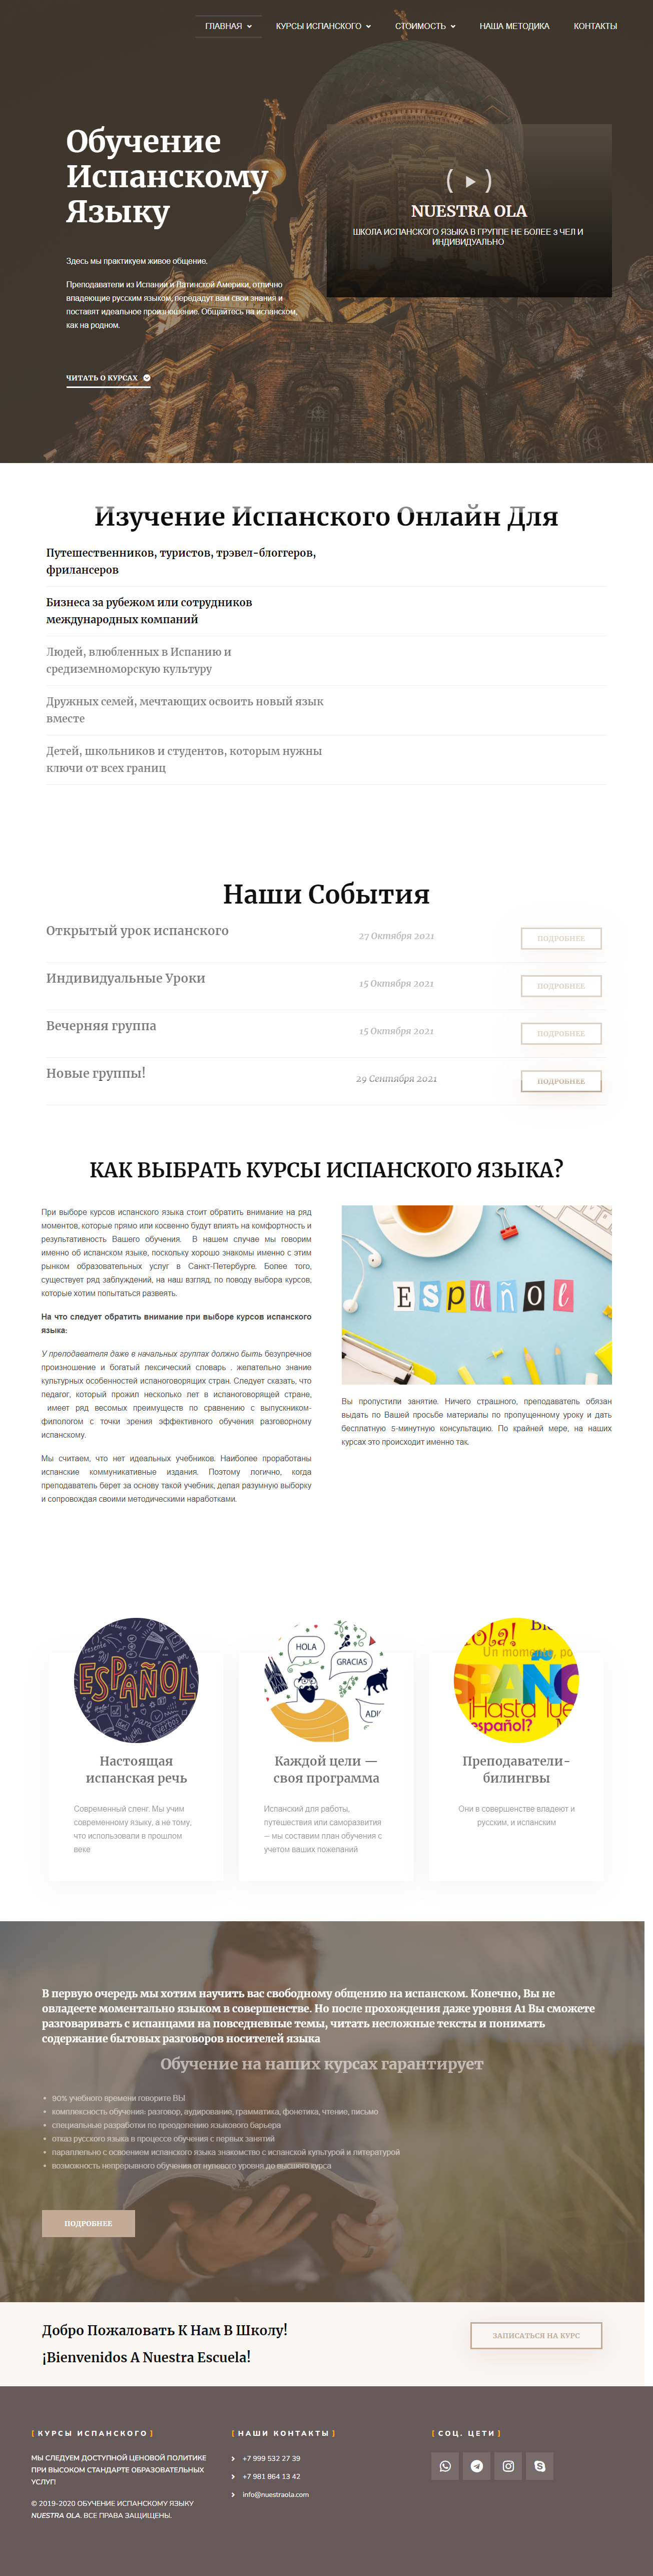 ГЛАВНАЯ КУРСЫ ИСПАНСКОГО СТОИМОСТЬ НАША МЕТОДИКА КОНТАКТЫ
Обучение
Испанскому
Языку
Здесь мы практикуем живое общение.
Преподаватели из Испании и Латинской Америки, отлично
владеющие русским языком, передадут вам свои знания и
поставят идеальное произношение. Общайтесь на испанском,
как на родном.
ЧИТАТЬ О КУРСАХ
NUESTRA OLA
ШКОЛА ИСПАНСКОГО ЯЗЫКА В ГРУППЕ НЕ БОЛЕЕ 3 ЧЕЛ И
ИНДИВИДУАЛЬНО
Изучение Испанского Онлайн Для
Путешественников, туристов, трэвел-блоггеров,
фрилансеров
Бизнеса за рубежом или сотрудников
международных компаний
Людей, влюбленных в Испанию и
средиземноморскую культуру
Дружных семей, мечтающих освоить новый язык
вместе
Детей, школьников и студентов, которым нужны
ключи от всех границ
Наши События
Открытый урок испанского 27 Октября 2021 ПОДРОБНЕЕ
Индивидуальные Уроки 15 Октября 2021 ПОДРОБНЕЕ
Вечерняя группа 15 Октября 2021 ПОДРОБНЕЕ
Новые группы! 29 Сентября 2021 ПОДРОБНЕЕ
КАК ВЫБРАТЬ КУРСЫ ИСПАНСКОГО ЯЗЫКА?
При выборе курсов испанского языка стоит обратить внимание на ряд
моментов, которые прямо или косвенно будут влиять на комфортность и
результативность Вашего обучения. В нашем случае мы говорим
именно об испанском языке, поскольку хорошо знакомы именно с этим
рынком образовательных услуг в Санкт-Петербурге. Более того,
существует ряд заблуждений, на наш взгляд, по поводу выбора курсов,
которые хотим попытаться развеять.
На что следует обратить внимание при выборе курсов испанского
языка:
У преподавателя даже в начальных группах должно быть безупречное
произношение и богатый лексический словарь . желательно знание
культурных особенностей испаноговорящих стран. Следует сказать, что
педагог, который прожил несколько лет в испаноговорящей стране,
имеет ряд весомых преимуществ по сравнению с выпускником-
филологом с точки зрения эффективного обучения разговорному
испанскому.
Мы считаем, что нет идеальных учебников. Наиболее проработаны
испанские коммуникативные издания. Поэтому логично, когда
преподаватель берет за основу такой учебник, делая разумную выборку
и сопровождая своими методическими наработками.
Español
Вы пропустили занятие. Ничего страшного, преподаватель обязан
выдать по Вашей просьбе материалы по пропущенному уроку и дать
бесплатную 5-минутную консультацию. По крайней мере, на наших
курсах это происходит именно так.
ESPAÑOL
Настоящая
испанская речь
Современный сленг. Мы учим
современному языку, а не тому,
что использовали в прошлом
веке
HOLA
GRACIAS
ADI
Каждой цели —
своя программа
Испанский для работы,
путешествия или саморазвития
– мы составим план обучения с
учетом ваших пожеланий
Hola!
Un momento, po
¡Hasta lue
español?
Преподаватели-
билингвы
Они в совершенстве владеют и
русским, и испанским
В первую очередь мы хотим научить вас свободному общению на испанском. Конечно, Вы не
овладеете моментально языком в совершенстве. Но после прохождения даже уровня А1 Вы сможете
разговаривать с испанцами на повседневные темы, читать несложные тексты и понимать
содержание бытовых разговоров носителей языка
Обучение на наших курсах гарантирует
• 90% учебного времени говорите ВЫ
• комплексность обучения: разговор, аудирование, грамматика, фонетика, чтение, письмо
• специальные разработки по преодолению языкового барьера
• отказ русского языка в процессе обучения с первых занятий
• параллельно с освоением испанского языка знакомство с испанской культурой и литературой
• возможность непрерывного обучения от нулевого уровня до высшего курса
ПОДРОБНЕЕ
Добро Пожаловать К Нам В Школу!
¡Bienvenidos A Nuestra Escuela!
ЗАПИСАТЬСЯ НА КУРС
[ КУРСЫ ИСПАНСКОГО ]
МЫ СЛЕДУЕМ ДОСТУПНОЙ ЦЕНОВОЙ ПОЛИТИКЕ
ПРИ ВЫСОКОМ СТАНДАРТЕ ОБРАЗОВАТЕЛЬНЫХ
УСЛУГ!
© 2019-2020 ОБУЧЕНИЕ ИСПАНСКОМУ ЯЗЫКУ
NUESTRA OLA. ВСЕ ПРАВА ЗАЩИЩЕНЫ.
[ НАШИ КОНТАКТЫ ]
+7 999 532 27 39
+7 981 864 13 42
info@nuestraola.com
[ СОЦ. ЦЕТИ ]